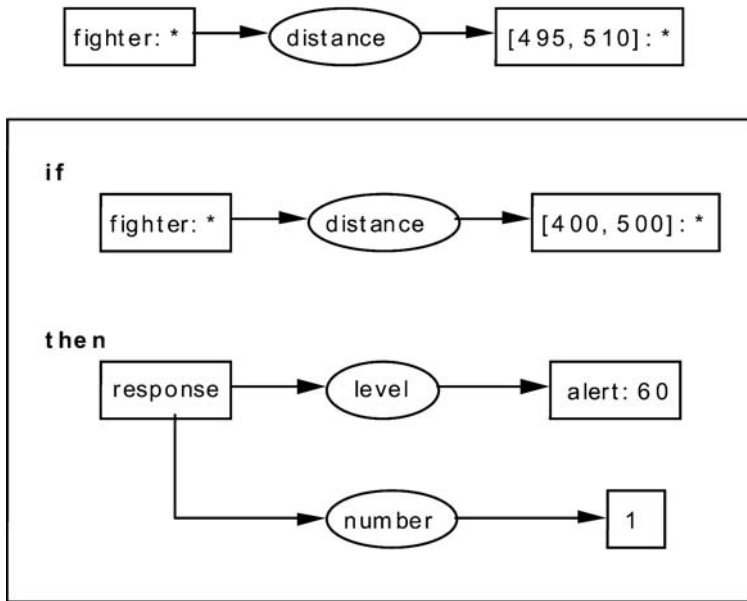 fighter: * distance [495, 510]: *
if
fighter: * distance [400, 500]: *
then
response level alert: 60
number 1